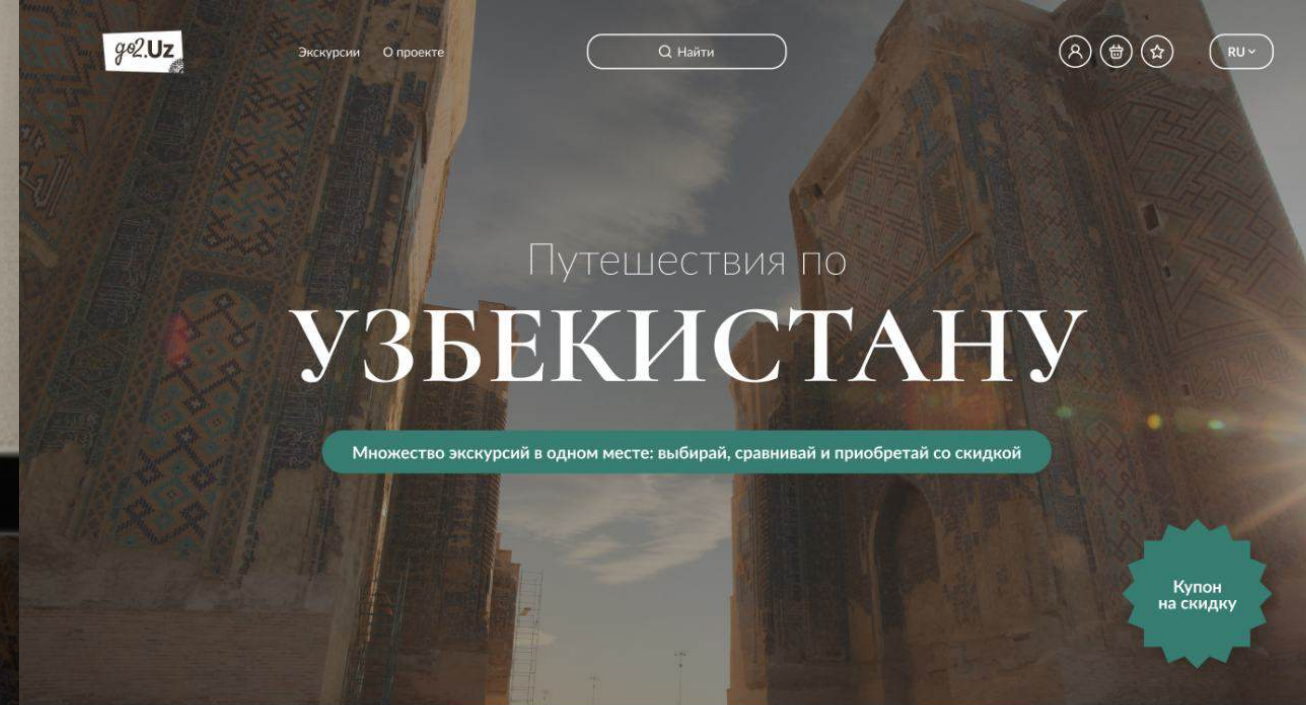 go2.Uz
Экскурсии
О проекте
Найти
RU
Путешествия по
УЗБЕКИСТАНУ
Множество экскурсий в одном месте: выбирай, сравнивай и приобретай со скидкой
Купон
на скидку